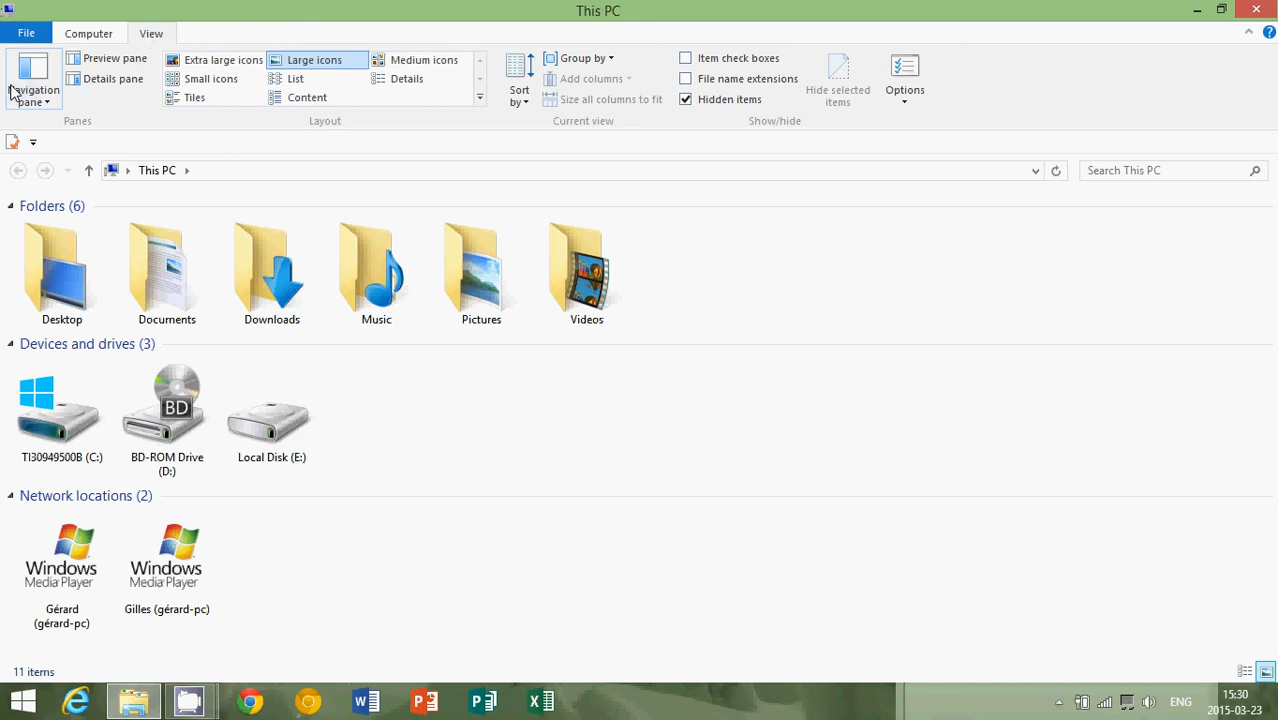 This PC
File
Computer
View
Navigation
pane
Preview pane
Details pane
Panes
Extra large icons
Large icons
Medium icons
Small icons
List
Details
Tiles
Content
Layout
Sort
by
Group by
Add columns
Size all columns to fit
Current view
Item check boxes
File name extensions
Hidden items
Hide selected
items
Show/hide
Options
This PC
Search This PC
Folders (6)
Desktop
Documents
Downloads
Music
Pictures
Videos
Devices and drives (3)
TI30949500B (C:)
BD
BD-ROM Drive
(D:)
Local Disk (E:)
Network locations (2)
Windows
Media Player
Windows
Media Player
Gérard
(gérard-pc)
Gilles (gérard-pc)
11 items
ENG
15:30
2015-03-23